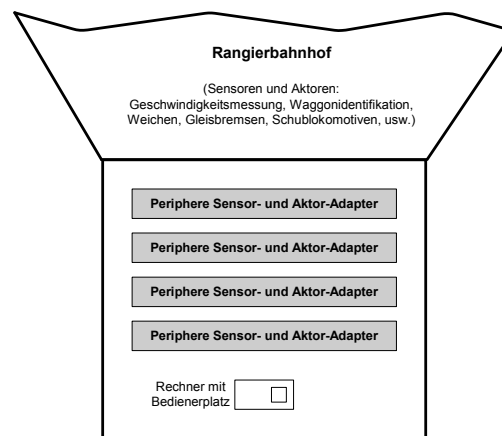 Rangierbahnhof
(Sensoren und Aktoren:
Geschwindigkeitsmessung, Waggonidentifikation,
Weichen, Gleisbremsen, Schublokomotiven, usw.)
Periphere Sensor- und Aktor-Adapter
Periphere Sensor- und Aktor-Adapter
Periphere Sensor- und Aktor-Adapter
Periphere Sensor- und Aktor-Adapter
Rechner mit
Bedienerplatz